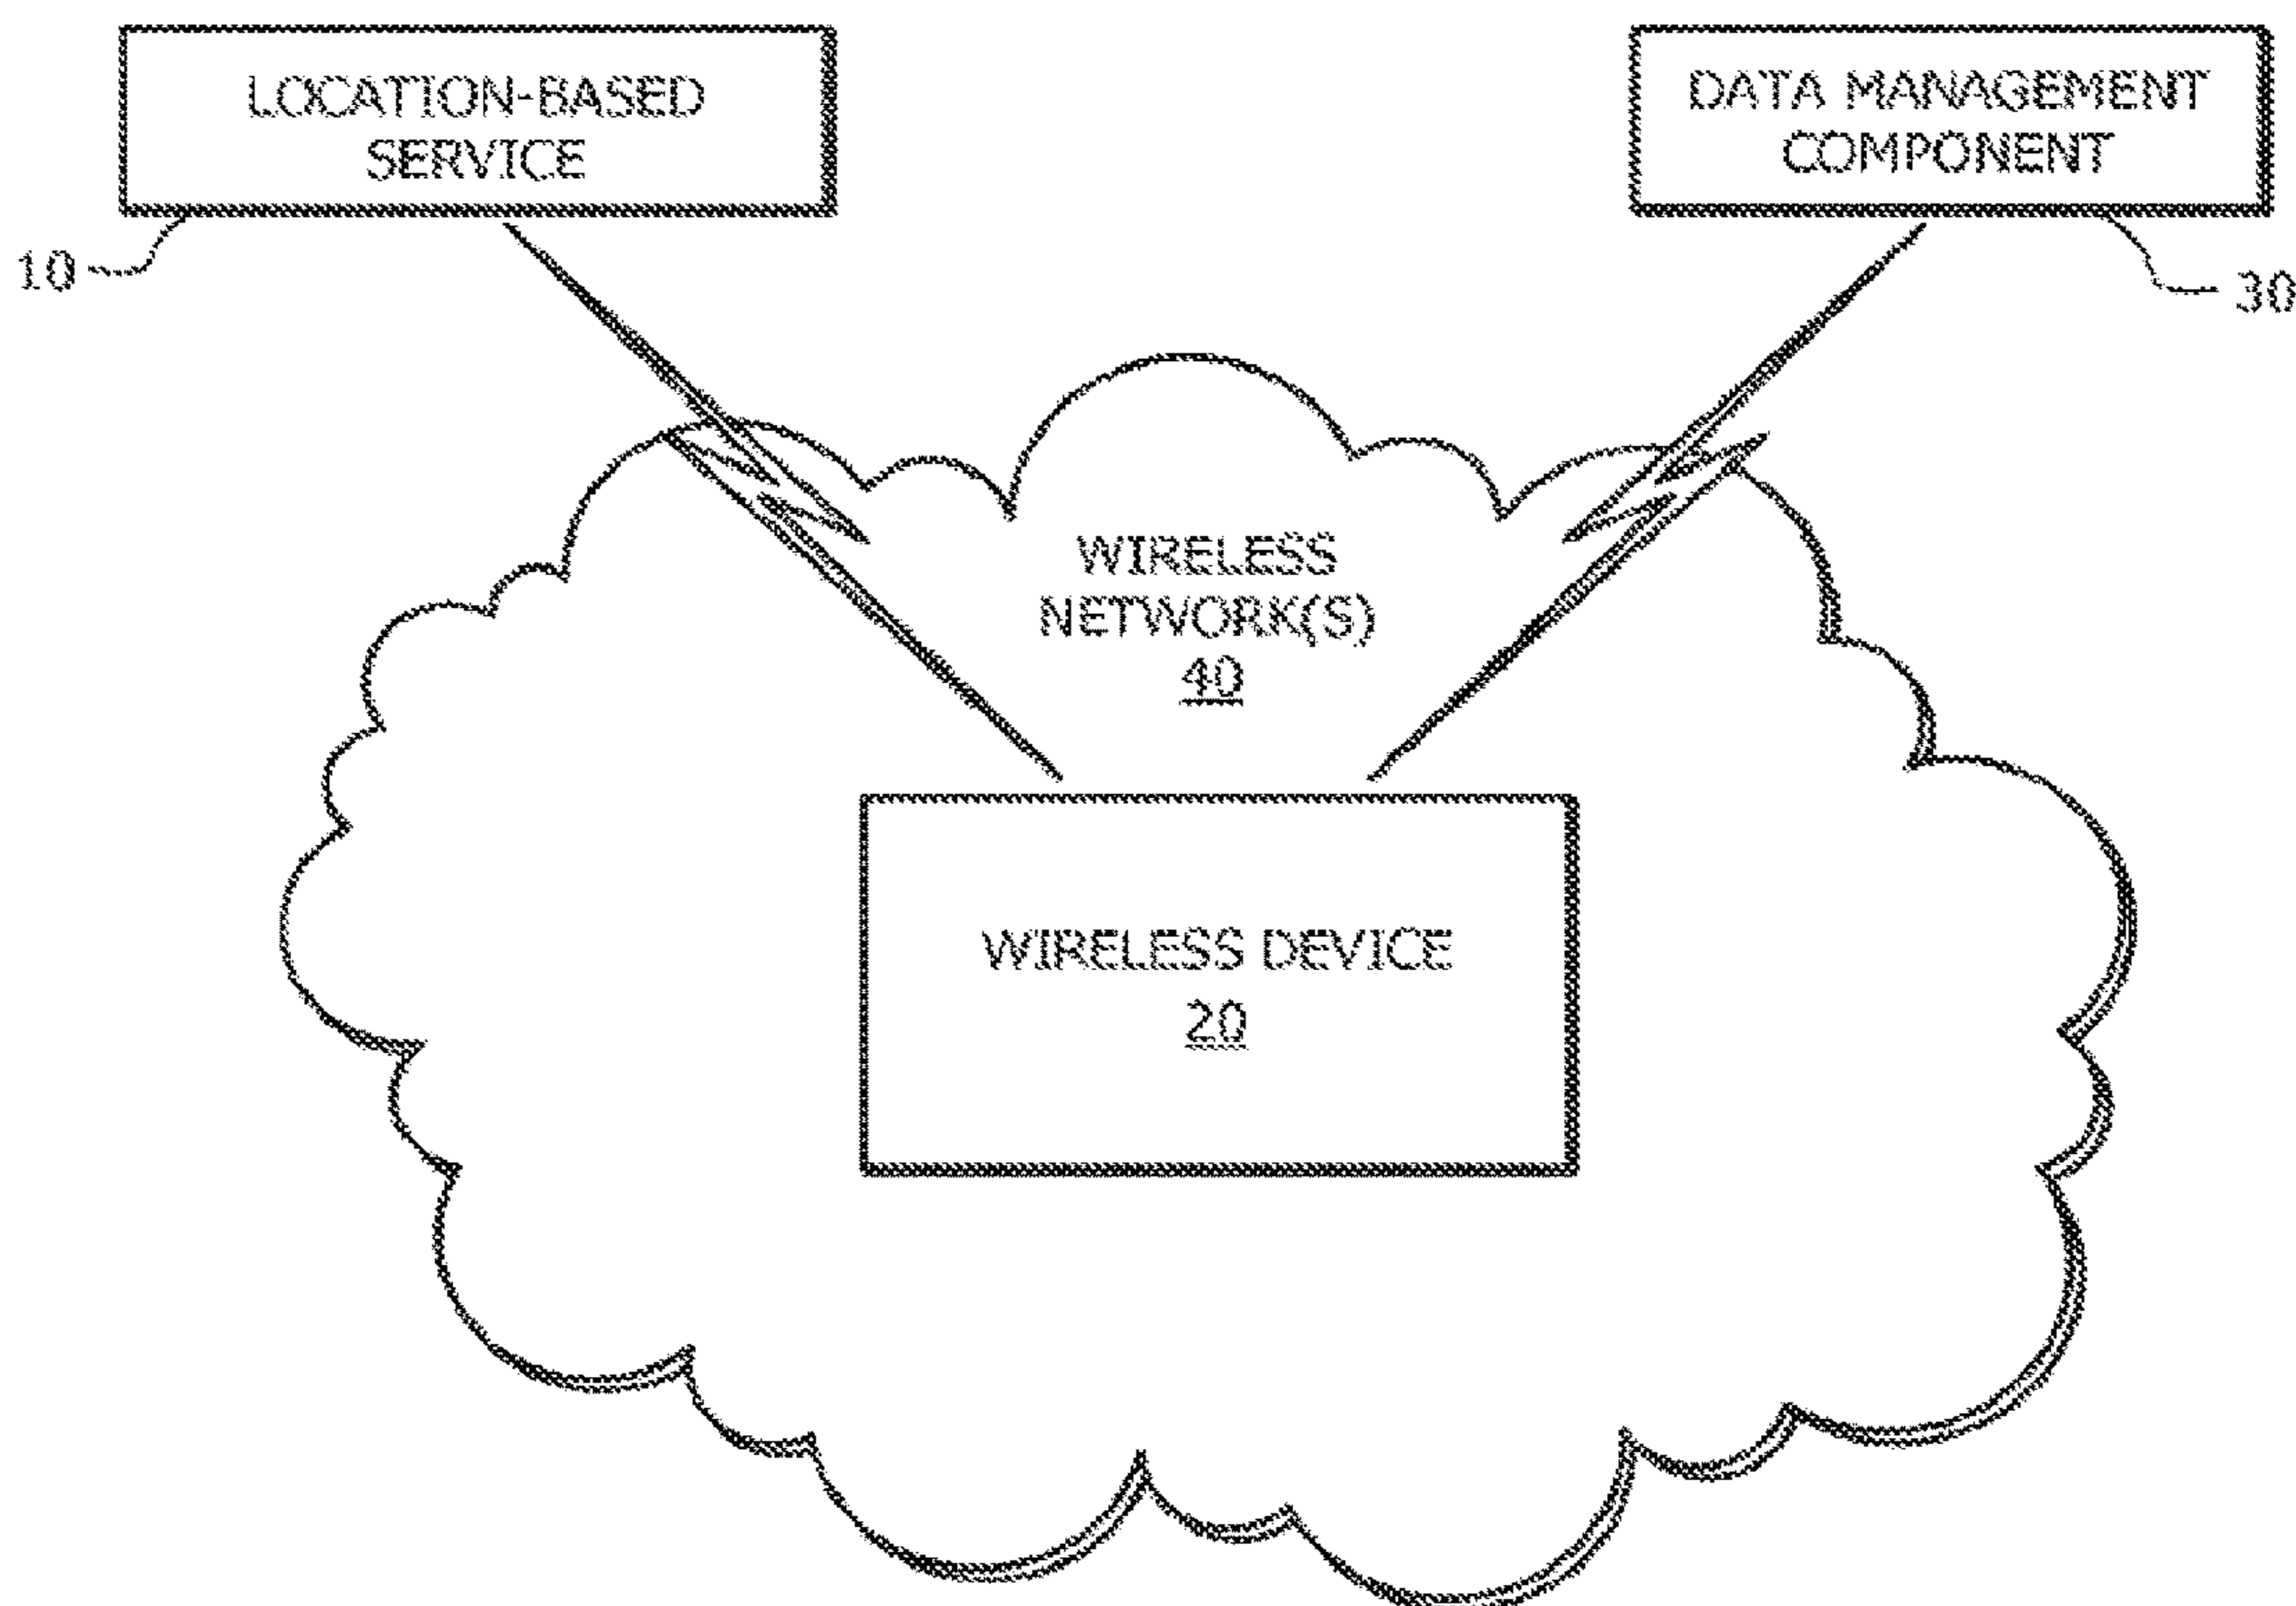 LOCATION-BASED
SERVICE
DATA MANAGEMENT
COMPONENT
10
30
WIRELESS
NETWORK(S)
40
WIRELESS DEVICE
20